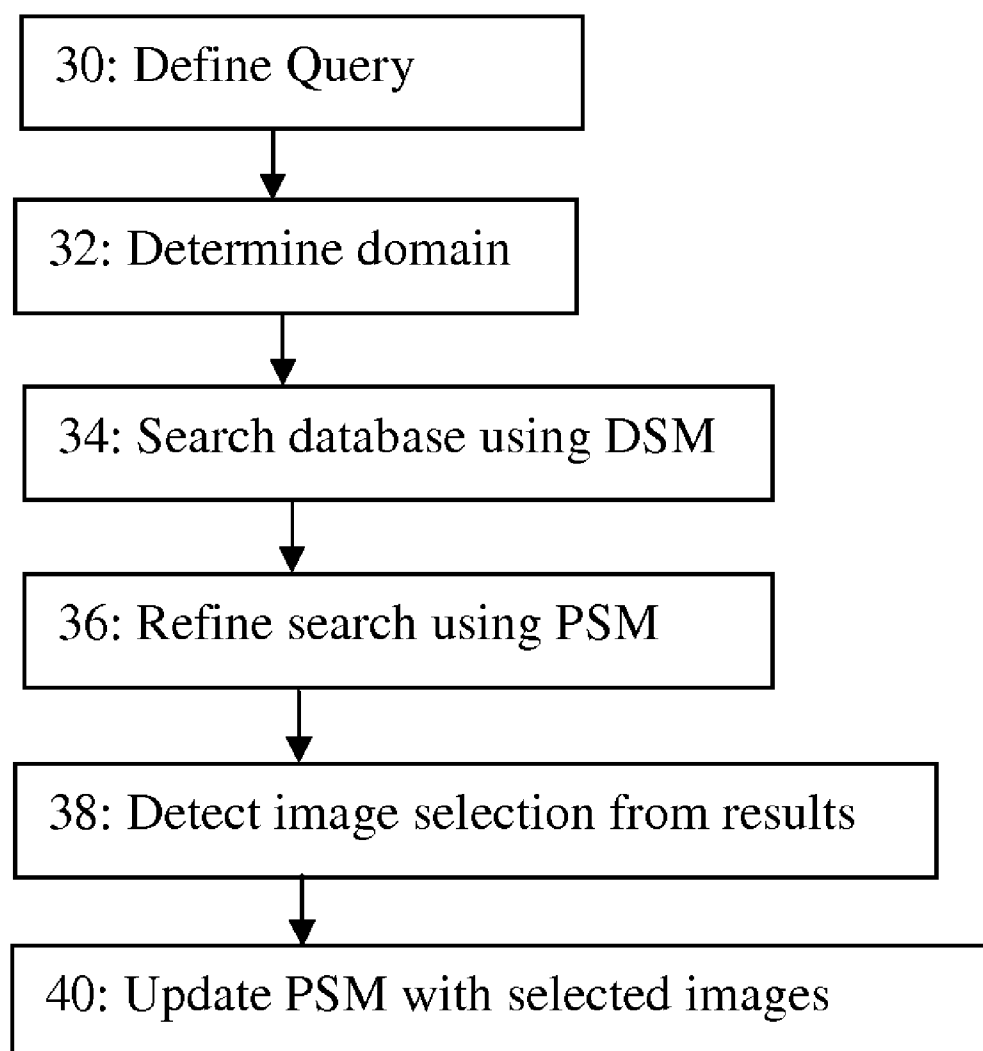 30: Define Query
32: Determine domain
34: Search database using DSM
36: Refine search using PSM
38: Detect image selection from results
40: Update PSM with selected images